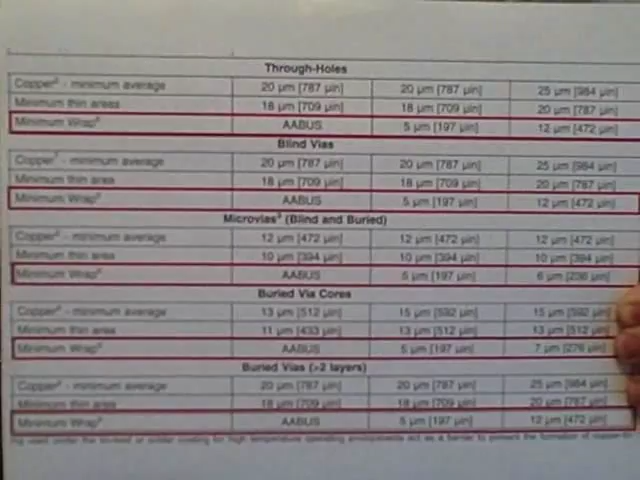 Through-Holes
Copper - minimum average 20 µm [787 µin] 20 µm [787 µin] 25 µm [984 µin]
Minimum thin areas 18 µm [709 µin] 18 µm [709 µin] 20 µm [787 µin]
Minimum Wrap AABUS 5 µm [197 µin] 12 µm [472 µin]
Blind Vias
Copper - minimum average 20 µm [787 µin] 20 µm [787 µin] 25 µm [984 µin]
Minimum thin area 18 µm [709 µin] 18 µm [709 µin] 20 µm [787 µin]
Minimum Wrap AABUS 5 µm [197 µin] 12 µm [472 µin]
Microvias³ (Blind and Buried)
Copper - minimum average 12 µm [472 µin] 12 µm [472 µin] 12 µm [472 µin]
Minimum thin area 10 µm [394 µin] 10 µm [394 µin] 10 µm [394 µin]
Minimum Wrap AABUS 5 µm [197 µin] 6 µm [236 µin]
Buried Via Cores
Copper - minimum average 13 µm [512 µin] 15 µm [592 µin] 15 µm [592 µin]
Minimum thin area 11 µm [433 µin] 13 µm [512 µin] 13 µm [512 µin]
Minimum Wrap AABUS 5 µm [197 µin] 7 µm [276 µin]
Buried Vias (>2 layers)
Copper - minimum average 20 µm [787 µin] 20 µm [787 µin] 25 µm [984 µin]
Minimum thin area 18 µm [709 µin] 18 µm [709 µin] 20 µm [787 µin]
Minimum Wrap AABUS 5 µm [197 µin] 12 µm [472 µin]